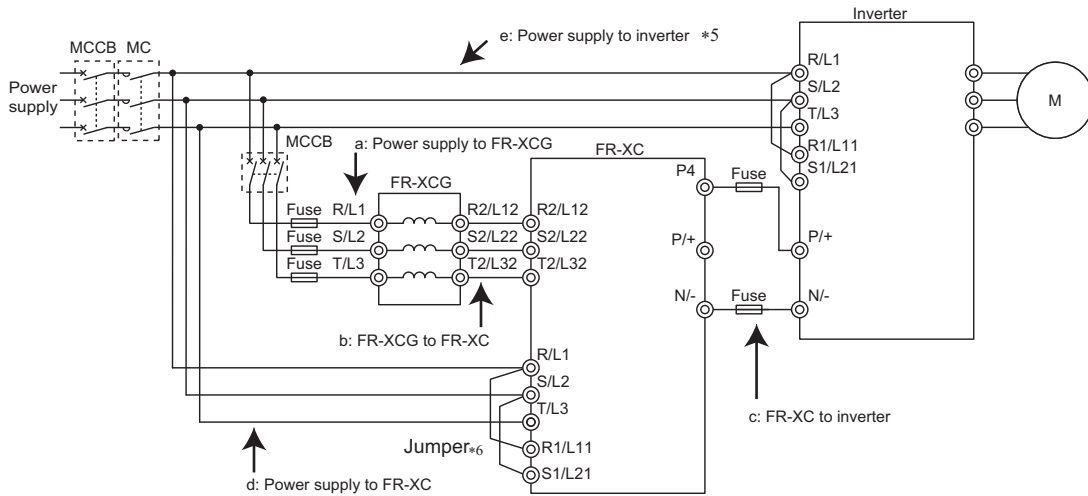 Inverter
MCCB MC
e: Power supply to inverter *5
R/L1
Power
supply
S/L2
M
T/L3
MCCB
a: Power supply to FR-XCG
FR-XC
R1/L11
S1/L21
P4
Fuse
FR-XCG
Fuse R/L1 R2/L12 R2/L12
Fuse S/L2 S2/L22 S2/L22
P/+ P/+
Fuse T/L3 T2/L32 T2/L32
N/- Fuse N/-
b: FR-XCG to FR-XC
R/L1
S/L2
T/L3
c: FR-XC to inverter
Jumper*6 R1/L11
S1/L21
d: Power supply to FR-XC